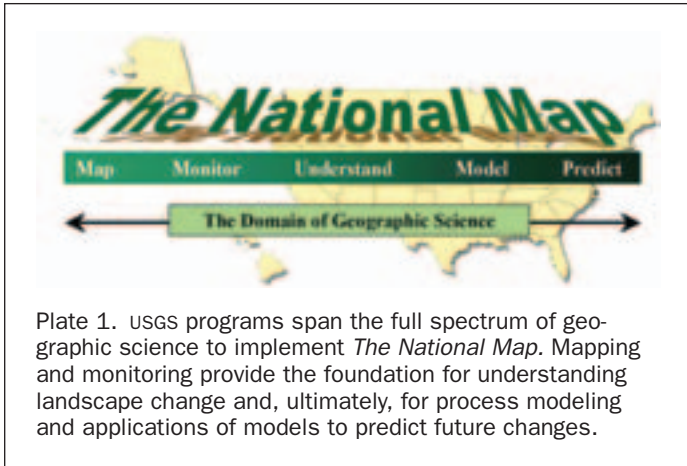 The National Map
Map Monitor Understand Model Predict
The Domain of Geographic Science
Plate 1. USGS programs span the full spectrum of geo-
graphic science to implement The National Map. Mapping
and monitoring provide the foundation for understanding
landscape change and, ultimately, for process modeling
and applications of models to predict future changes.